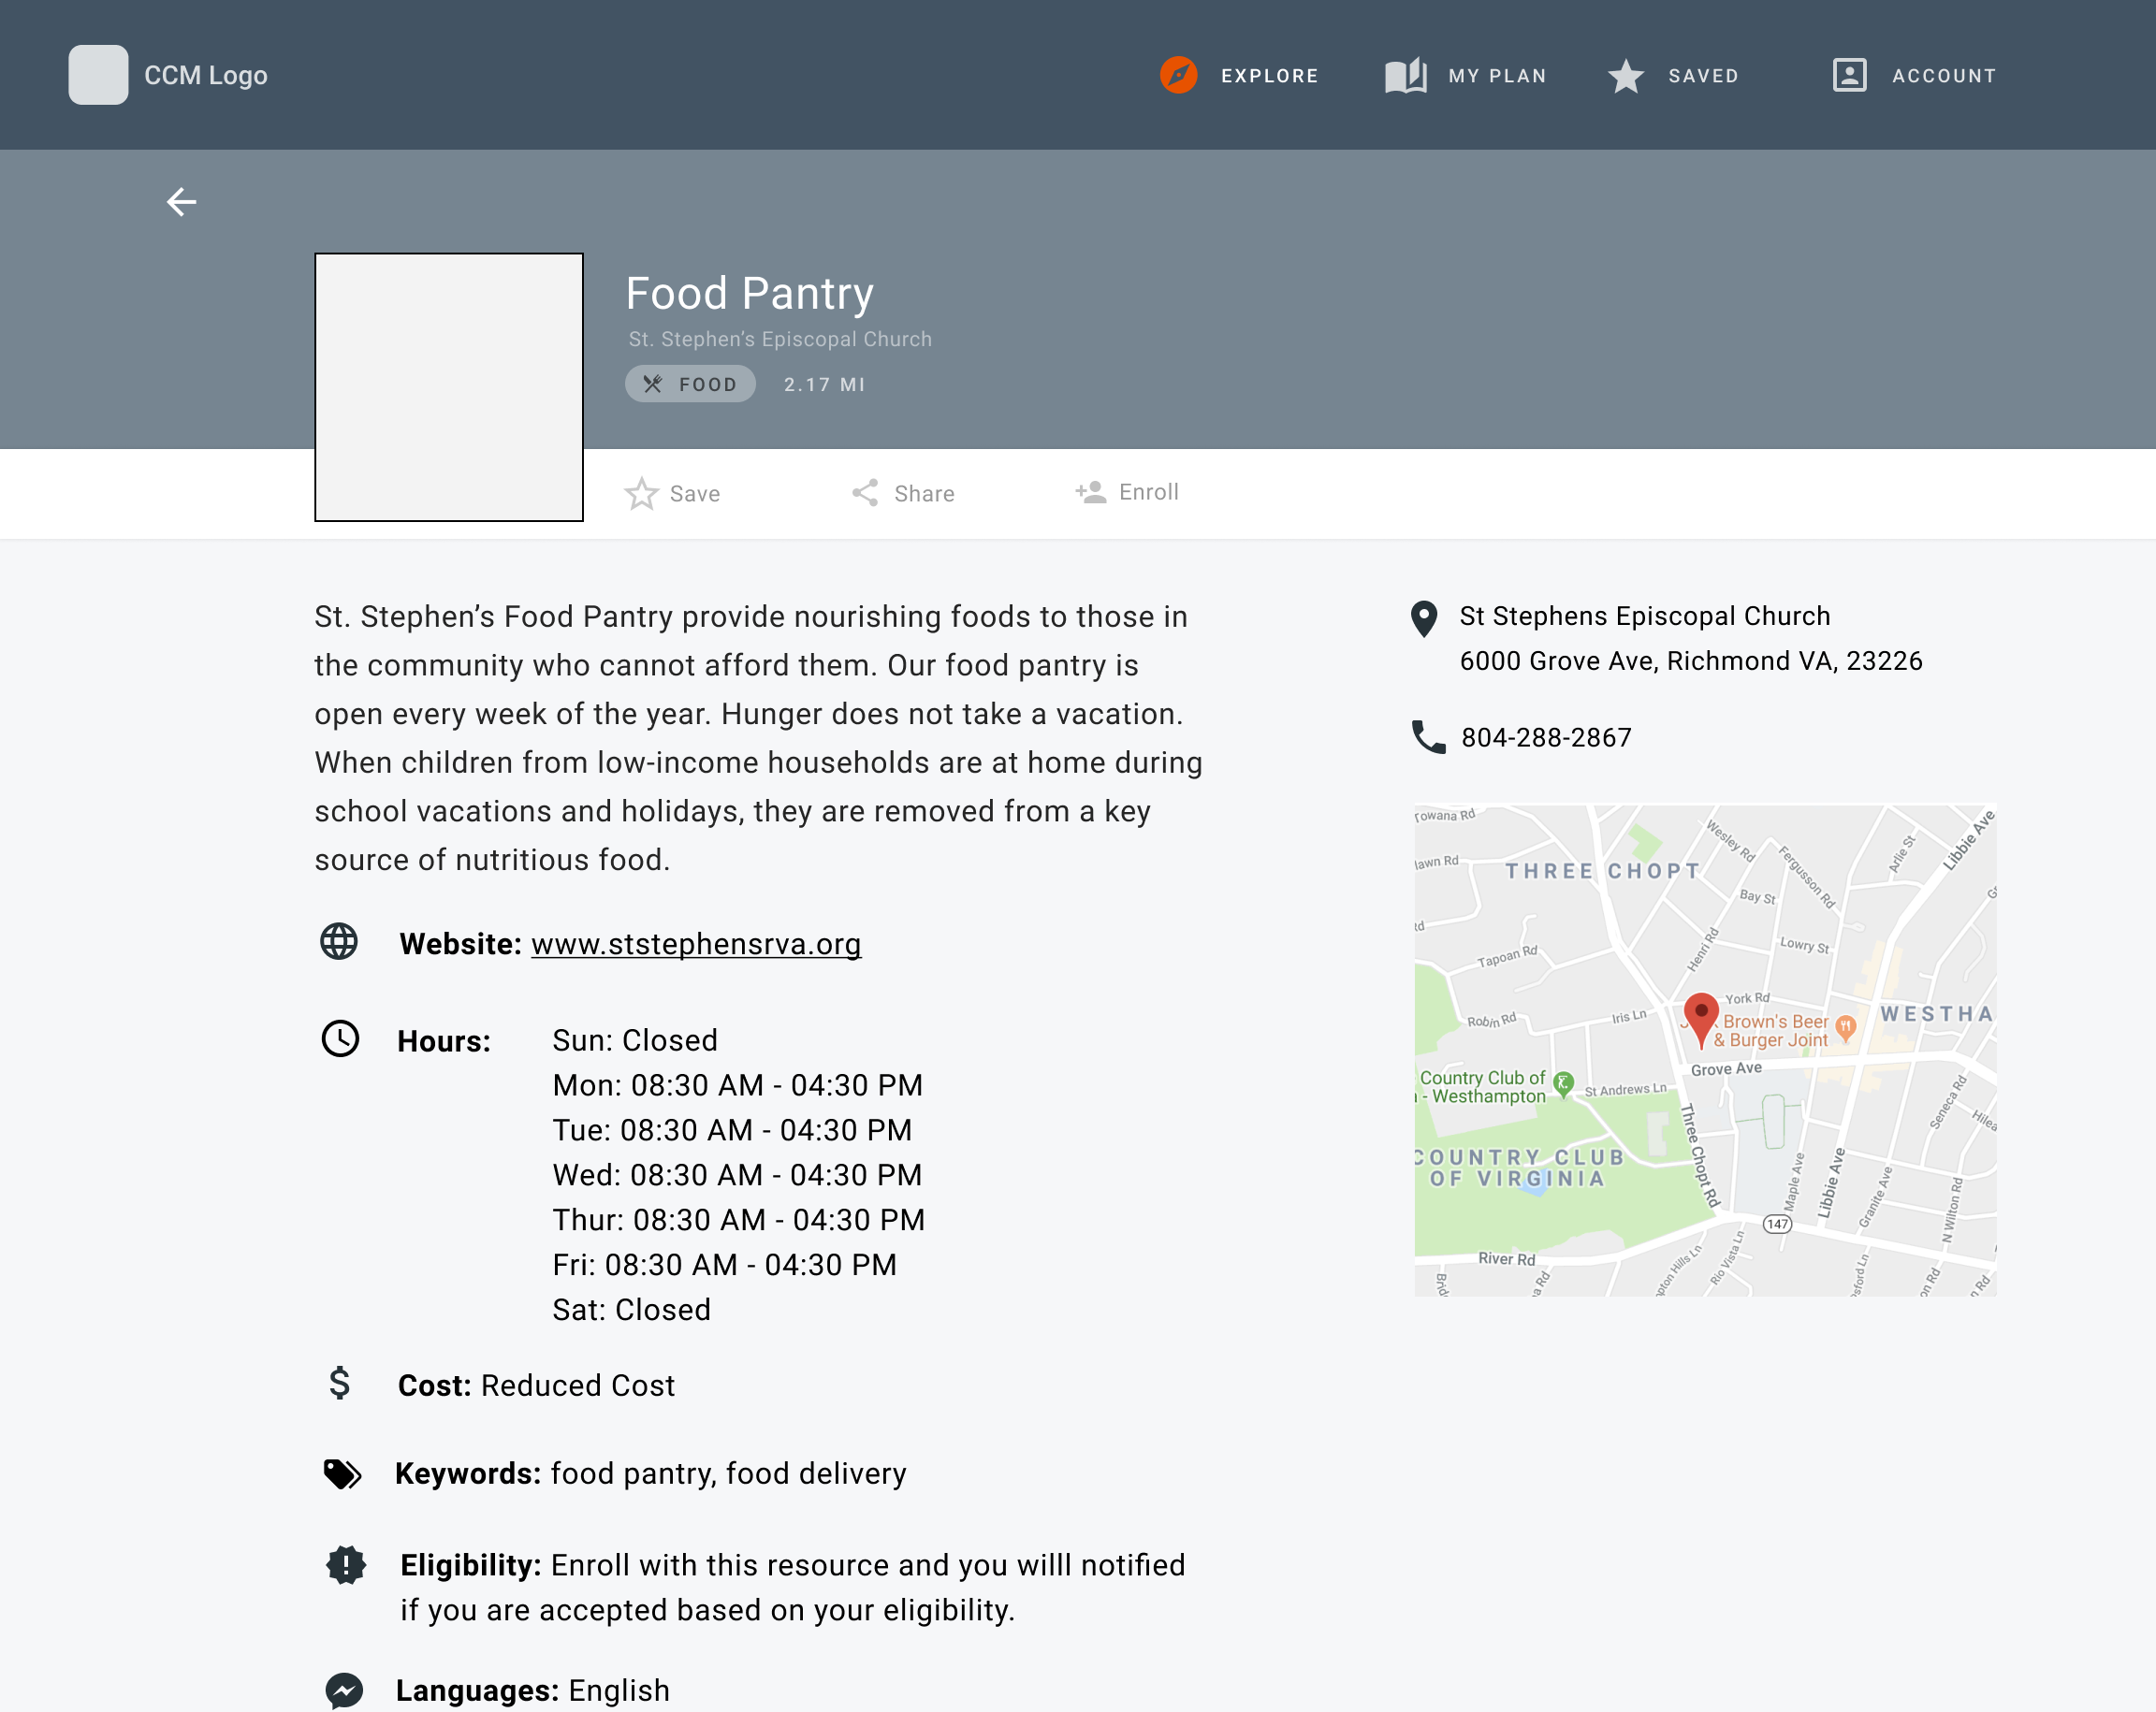 CCM Logo
EXPLORE
MY PLAN
SAVED
ACCOUNT
Food Pantry
St. Stephen’s Episcopal Church
FOOD
2.17 MI
Save
Share
Enroll
St. Stephen’s Food Pantry provide nourishing foods to those in
the community who cannot afford them. Our food pantry is
open every week of the year. Hunger does not take a vacation.
When children from low-income households are at home during
school vacations and holidays, they are removed from a key
source of nutritious food.
Website: www.ststephensrva.org
Hours:
Sun: Closed
Mon: 08:30 AM - 04:30 PM
Tue: 08:30 AM - 04:30 PM
Wed: 08:30 AM - 04:30 PM
Thur: 08:30 AM - 04:30 PM
Fri: 08:30 AM - 04:30 PM
Sat: Closed
Cost: Reduced Cost
Keywords: food pantry, food delivery
Eligibility: Enroll with this resource and you willl notified
if you are accepted based on your eligibility.
Languages: English
St Stephens Episcopal Church
6000 Grove Ave, Richmond VA, 23226
804-288-2867
Towana Rd
lawn Rd
Rd
THREE CHOPT
Wesley Rd
Fergusson Rd
Arlie St
Libbie Ave
Bay St
Henri Rd
Lowry St
Tapoan Rd
York Rd
WESTHA
Robin Rd
Iris Ln
Brown's Beer
& Burger Joint
Grove Ave
Country Club of
- Westhampton
St Andrews Ln
Seneca Rd
Hilea
COUNTRY CLUB
OF VIRGINIA
Three Chopt Rd
Maple Ave
Libbie Ave
Granite Ave
N Wilton Rd
147
River Rd
pton Hills Ln
Rio Vista Ln
sford Ln
on Rd
Rd